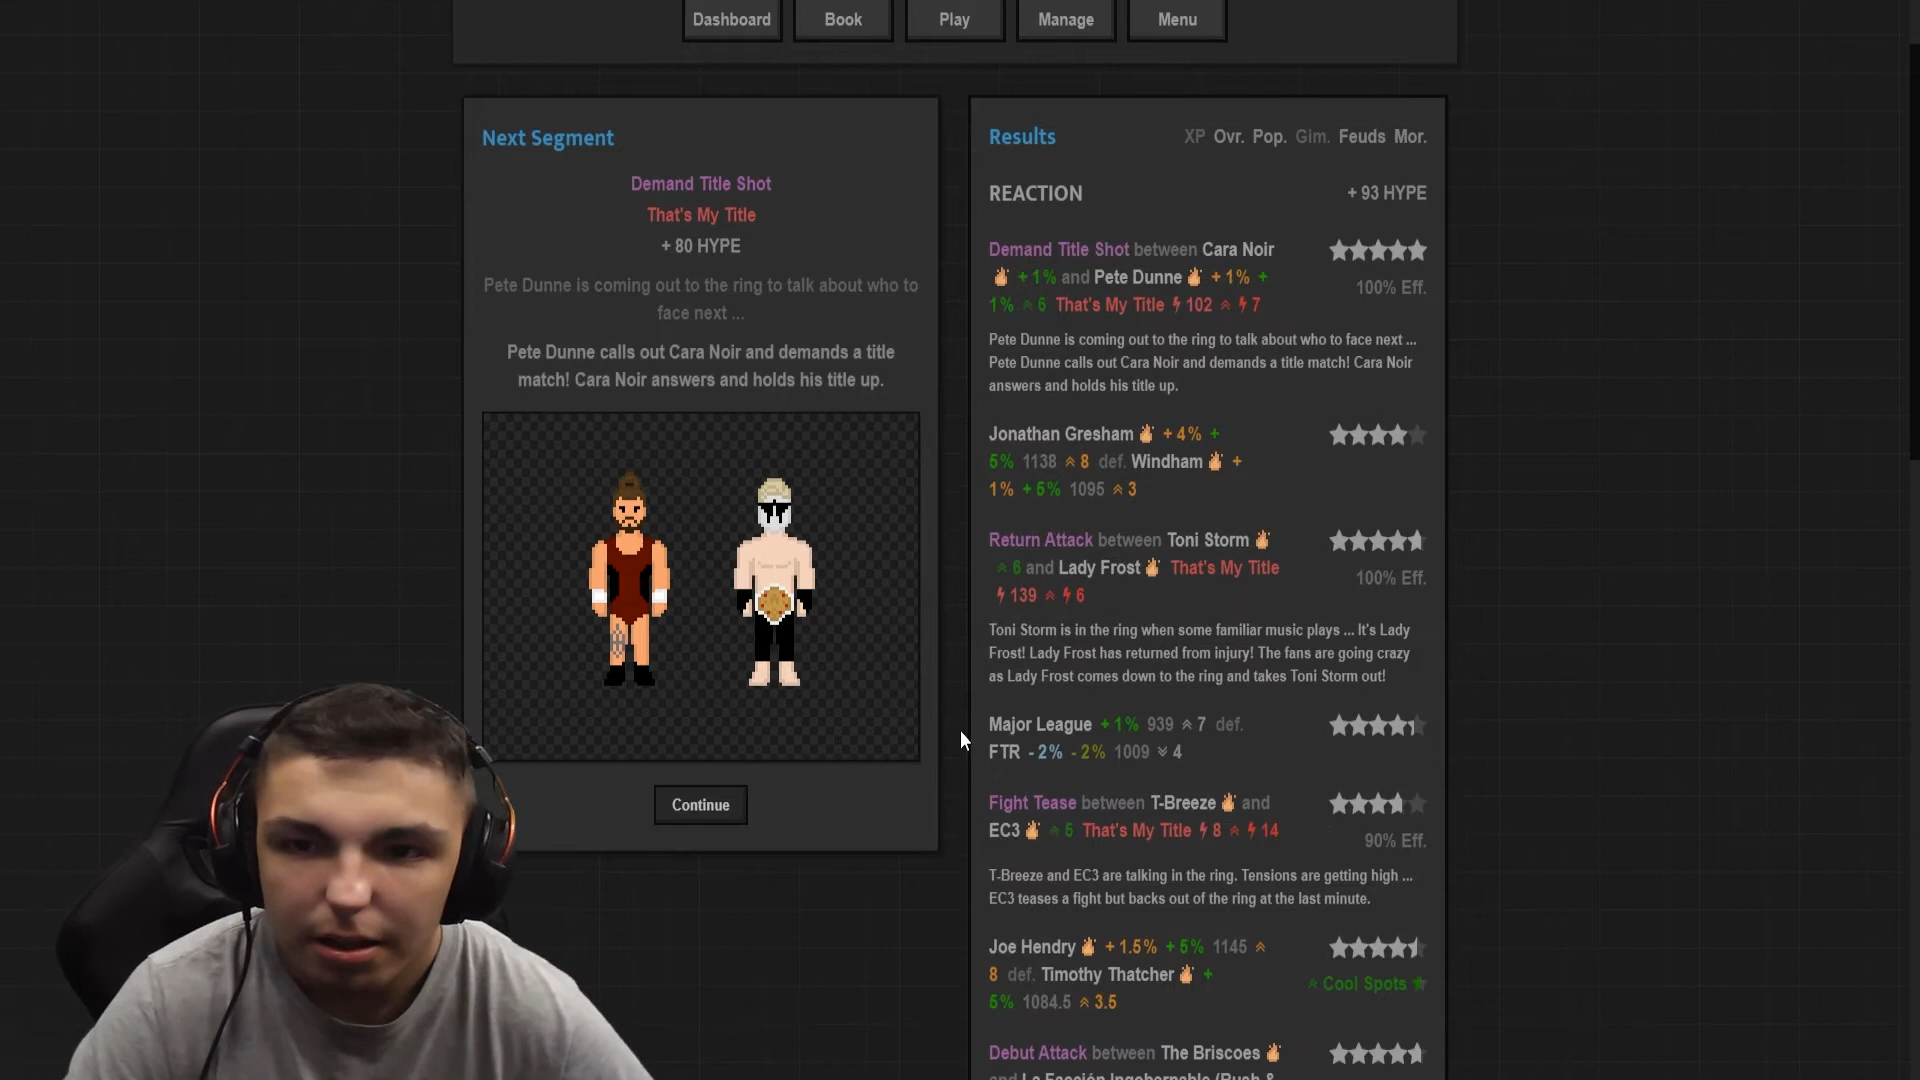 Dashboard
Book
Play
Manage
Menu
Next Segment
Demand Title Shot
That's My Title
+ 80 HYPE
Pete Dunne is coming out to the ring to talk about who to
face next ...
Pete Dunne calls out Cara Noir and demands a title
match! Cara Noir answers and holds his title up.
Continue
Results
XP Ovr. Pop. Gim. Feuds Mor.
REACTION
+ 93 HYPE
Demand Title Shot between Cara Noir
+ 1% and Pete Dunne + 1% +
1% 6 That's My Title 102 7
100% Eff.
Pete Dunne is coming out to the ring to talk about who to face next ...
Pete Dunne calls out Cara Noir and demands a title match! Cara Noir
answers and holds his title up.
Jonathan Gresham + 4% +
5% 1138 8 def. Windham +
1% + 5% 1095 3
Return Attack between Toni Storm
6 and Lady Frost That's My Title
139 6
100% Eff.
Toni Storm is in the ring when some familiar music plays ... It's Lady
Frost! Lady Frost has returned from injury! The fans are going crazy
as Lady Frost comes down to the ring and takes Toni Storm out!
Major League + 1% 939 7 def.
FTR - 2% - 2% 1009 4
Fight Tease between T-Breeze and
EC3 5 That's My Title 8 14
90% Eff.
T-Breeze and EC3 are talking in the ring. Tensions are getting high ...
EC3 teases a fight but backs out of the ring at the last minute.
Joe Hendry + 1.5% + 5% 1145
8 def. Timothy Thatcher +
5% 1084.5 3.5
Cool Spots
Debut Attack between The Briscoes
and La Facción Ingobernable (Rush &